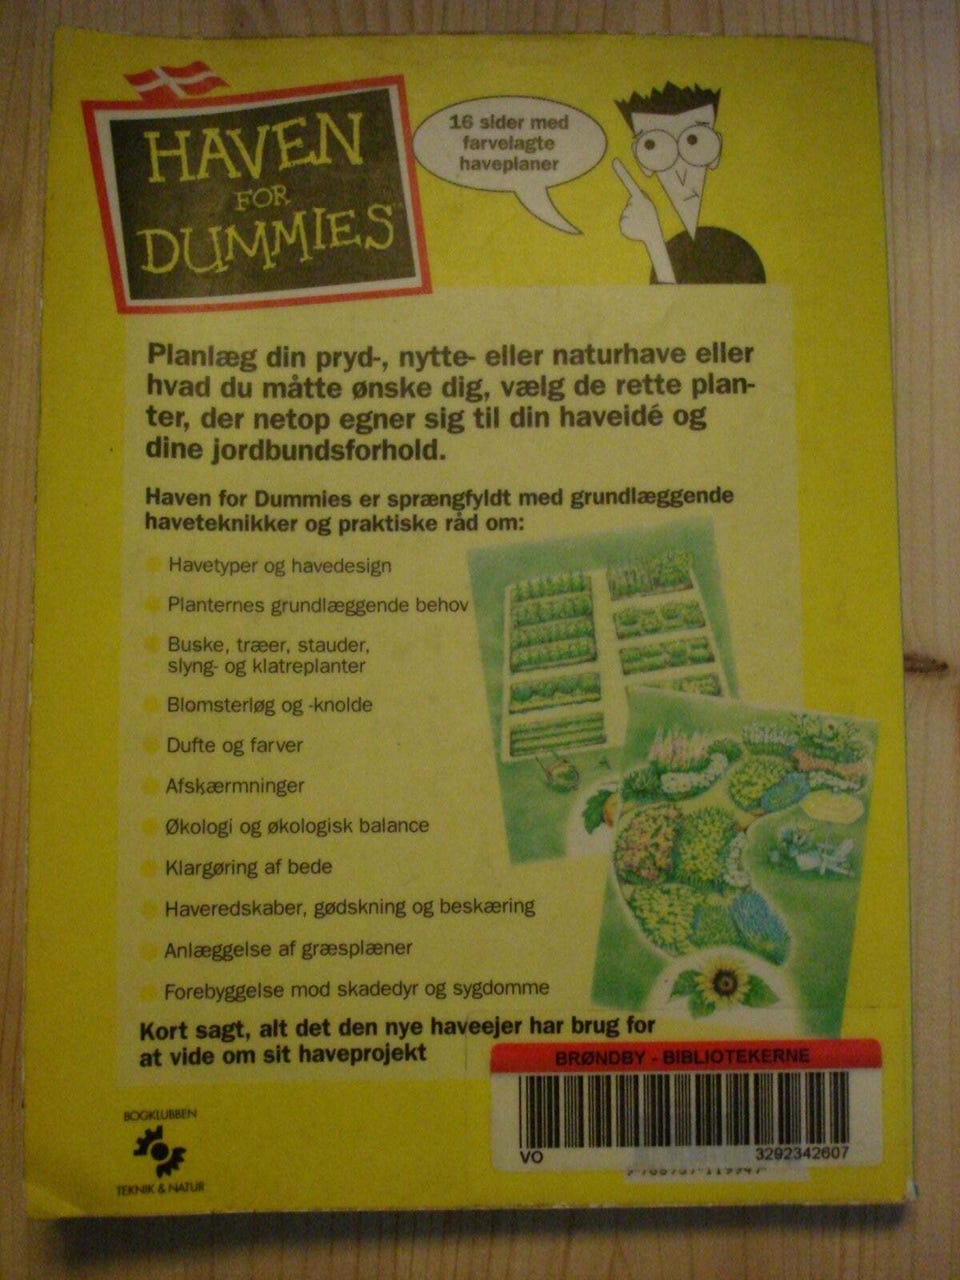 HAVEN
FOR
DUMMIES
16 sider med
farvelagte
haveplaner
Planlæg din pryd-, nytte- eller naturhave eller
hvad du måtte ønske dig, vælg de rette plan-
ter, der netop egner sig til din haveidé og
dine jordbundsforhold.
Haven for Dummies er sprængfyldt med grundlæggende
haveteknikker og praktiske råd om:
Havetyper og havedesign
Planternes grundlæggende behov
Buske, træer, stauder,
slyng- og klatreplanter
Blomsterløg og -knolde
Dufte og farver
Afskærmninger
Økologi og økologisk balance
Klargøring af bede
Haveredskaber, gødskning og beskæring
Anlæggelse af græsplæner
Forebyggelse mod skadedyr og sygdomme
Kort sagt, alt det den nye haveejer har brug for
at vide om sit haveprojekt
BRØNDBY - BIBLIOTEKERNE
VO 3292342607
BOGKLUBBEN
TEKNIK & NATUR